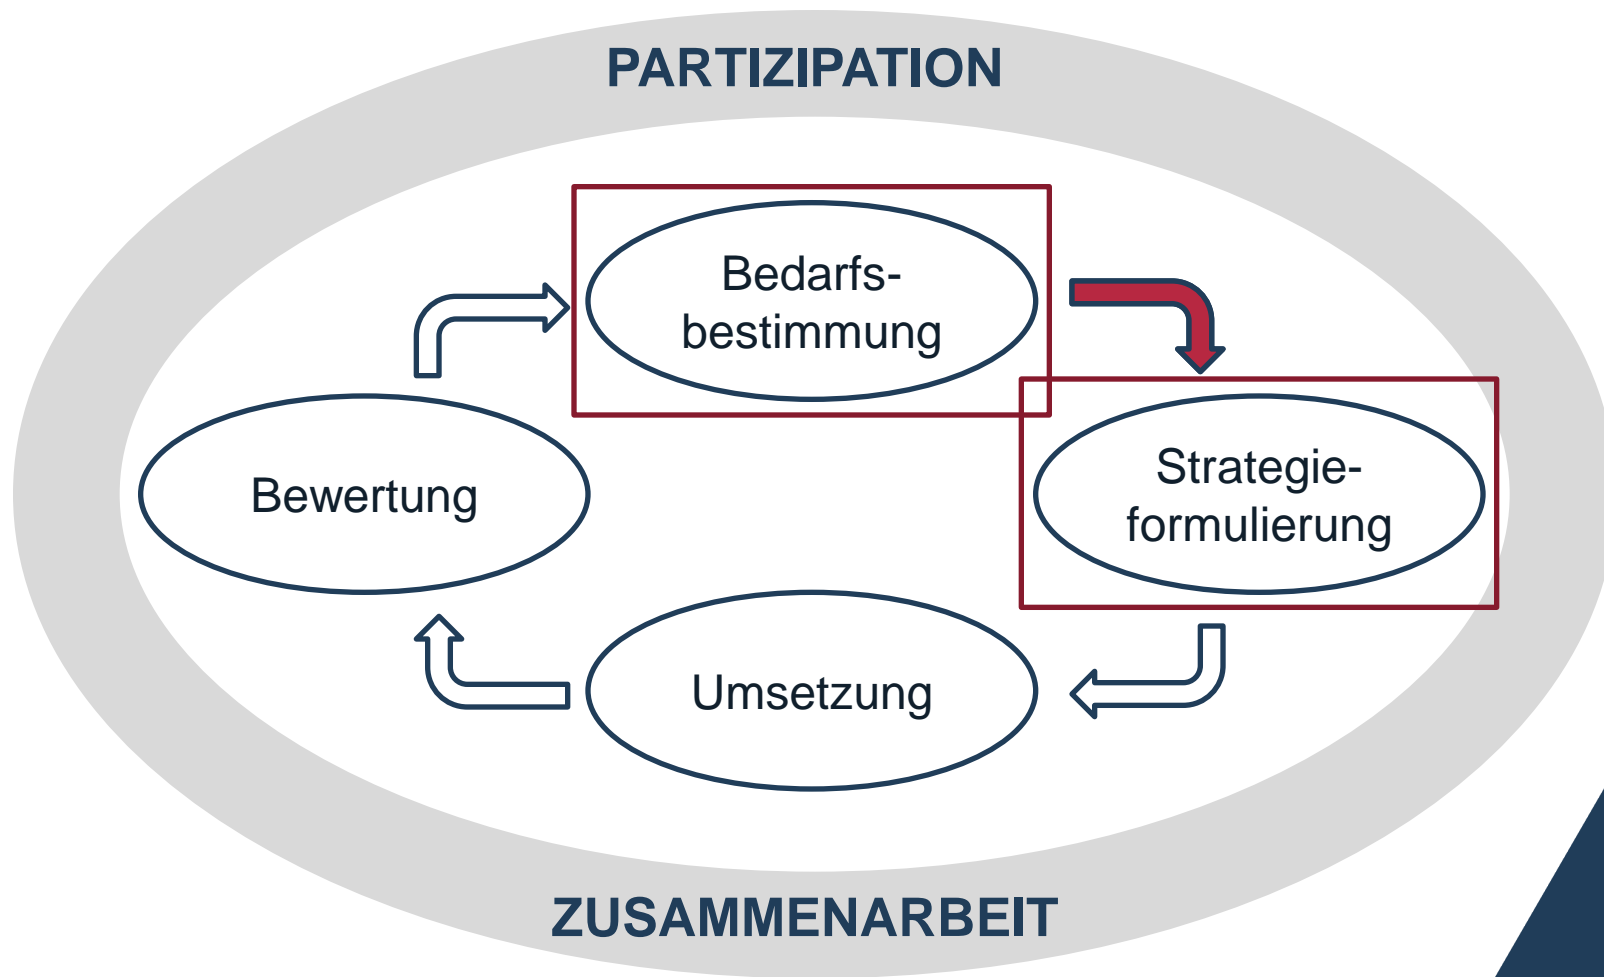 PARTIZIPATION
Bedarfs-
bestimmung
Strategie-
formulierung
Bewertung
Umsetzung
ZUSAMMENARBEIT